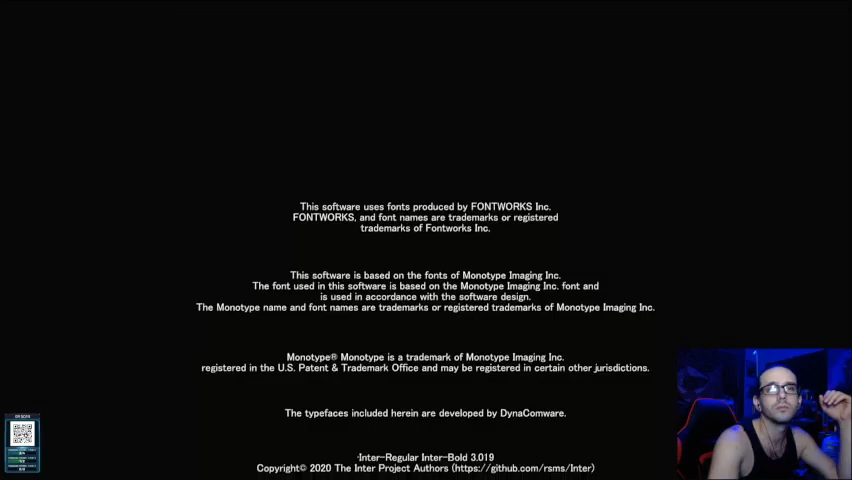 This software uses fonts produced by FONTWORKS Inc.
FONTWORKS, and font names are trademarks or registered
trademarks of Fontworks Inc.
This software is based on the fonts of Monotype Imaging Inc.
The font used in this software is based on the Monotype Imaging Inc. font and
is used in accordance with the software design.
The Monotype name and font names are trademarks or registered trademarks of Monotype Imaging Inc.
Monotype® Monotype is a trademark of Monotype Imaging Inc.
registered in the U.S. Patent & Trademark Office and may be registered in certain other jurisdictions.
The typefaces included herein are developed by DynaComware.
·Inter-Regular Inter-Bold 3.019
Copyright© 2020 The Inter Project Authors (https://github.com/rsms/Inter)